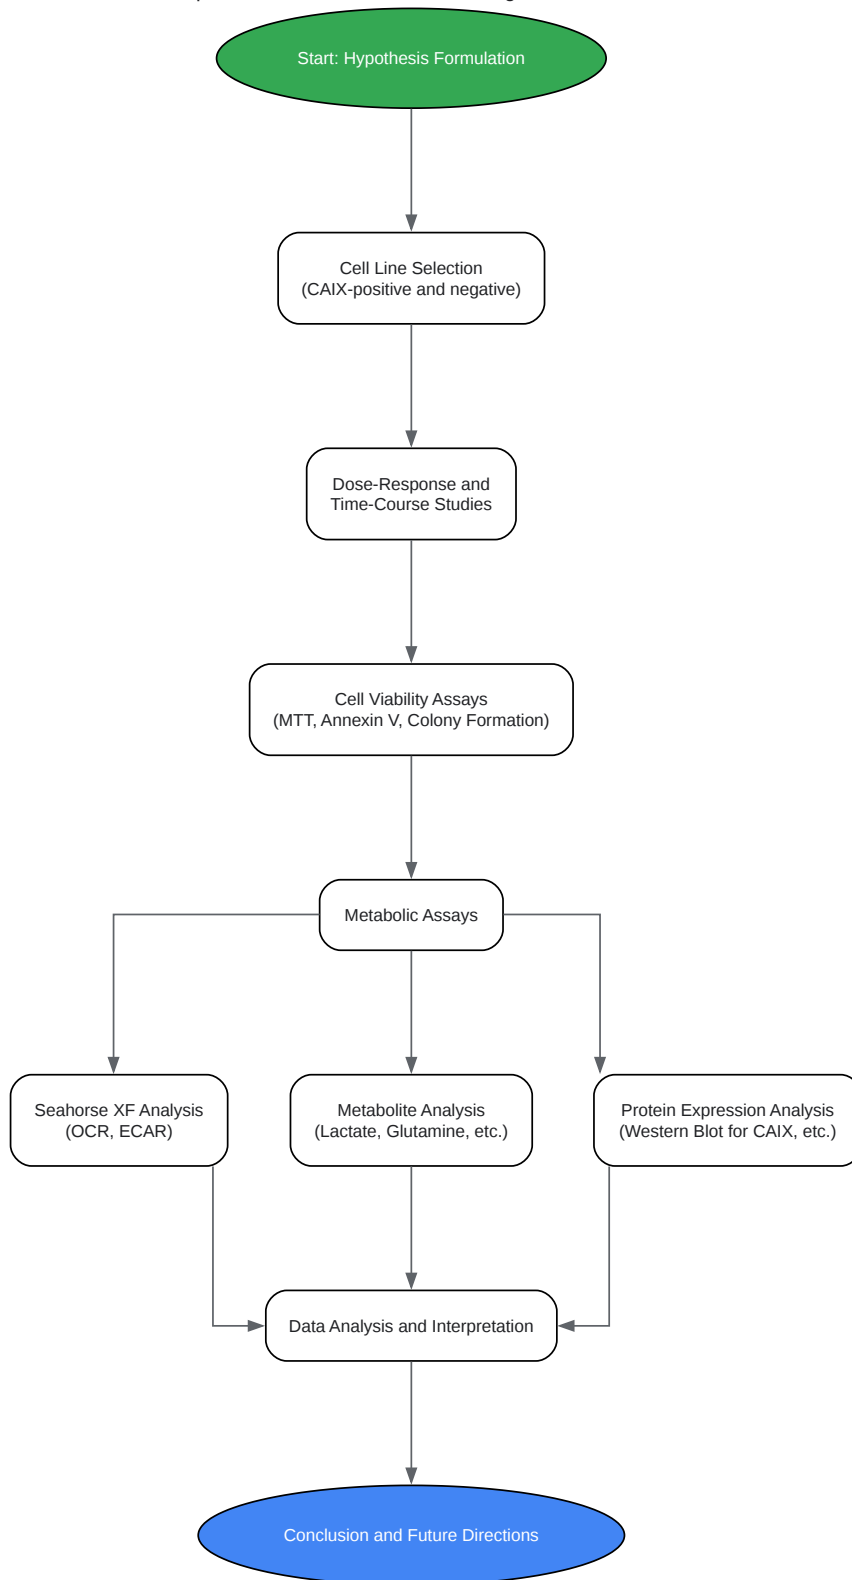 Start: Hypothesis Formulation
Cell Line Selection
(CAIX-positive and negative)
Dose-Response and
Time-Course Studies
Cell Viability Assays
(MTT, Annexin V, Colony Formation)
Metabolic Assays
Seahorse XF Analysis
(OCR, ECAR)
Metabolite Analysis
(Lactate, Glutamine, etc.)
Protein Expression Analysis
(Western Blot for CAIX, etc.)
Data Analysis and Interpretation
Conclusion and Future Directions